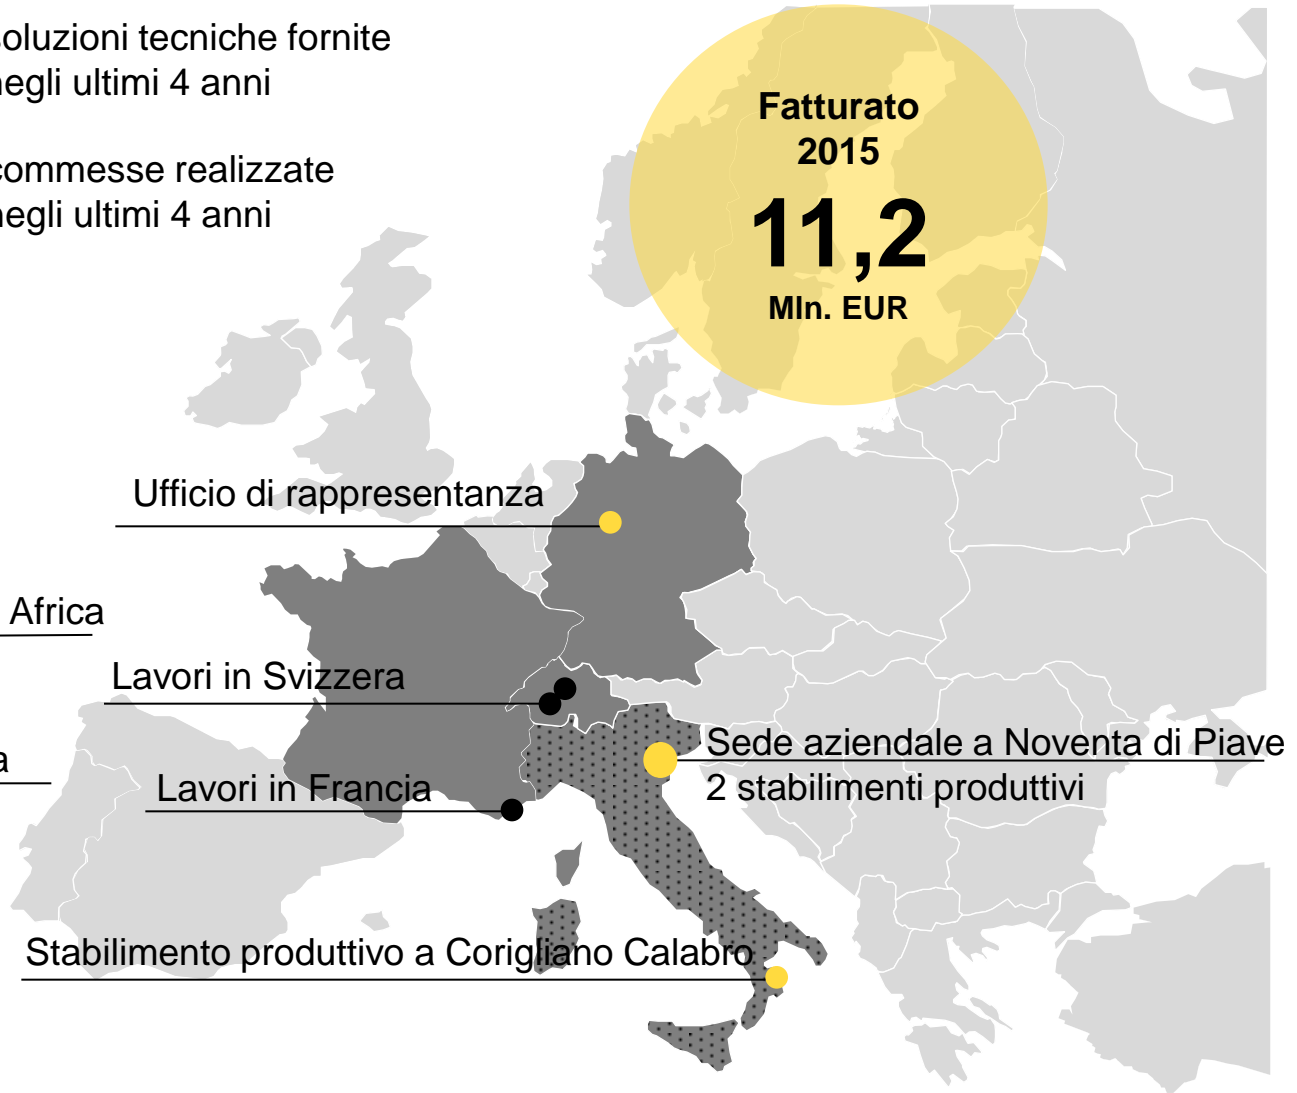 soluzioni tecniche fornite
negli ultimi 4 anni
commesse realizzate
negli ultimi 4 anni
Fatturato
2015
11,2
Mln. EUR
Ufficio di rappresentanza
Africa
Lavori in Svizzera
Sede aziendale a Noventa di Piave
2 stabilimenti produttivi
Lavori in Francia
Stabilimento produttivo a Corigliano Calabro